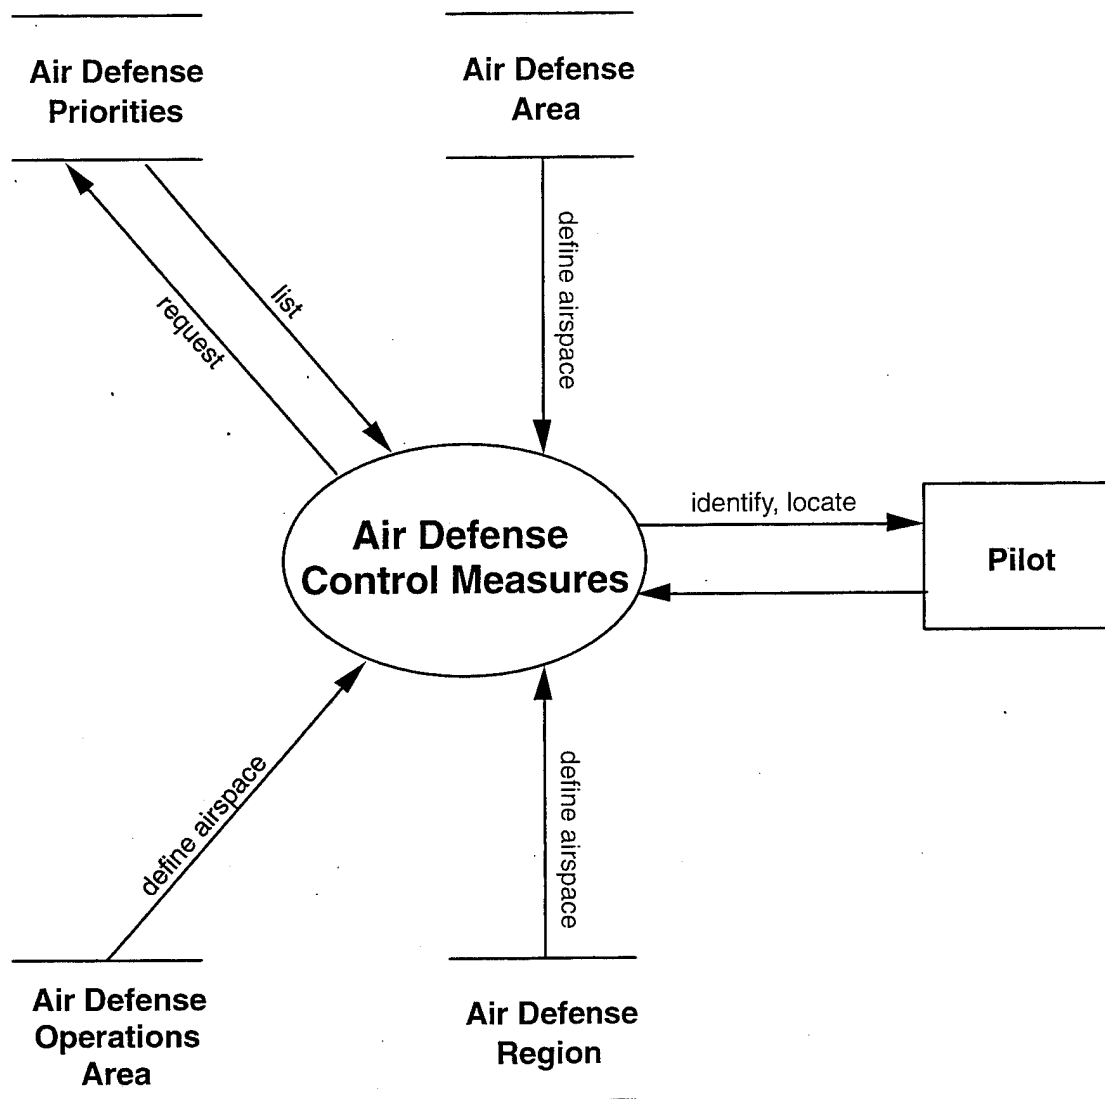 Air Defense
Priorities
Air Defense
Area
define airspace
list
request
identify, locate
Air Defense
Control Measures
Pilot
define airspace
define airspace
Air Defense
Operations
Area
Air Defense
Region